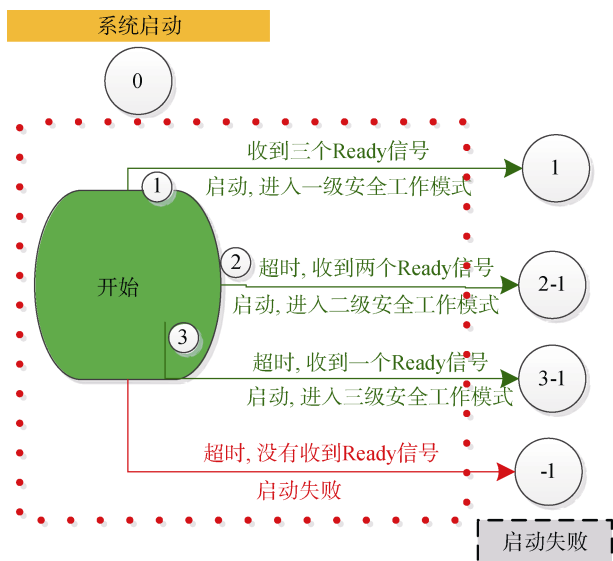 系统启动
0
收到三个Ready信号
1
1
启动, 进入一级安全工作模式
2
超时, 收到两个Ready信号
开始
2-1
启动, 进入二级安全工作模式
3
超时, 收到一个Ready信号
3-1
启动, 进入三级安全工作模式
超时, 没有收到Ready信号
-1
启动失败
启动失败